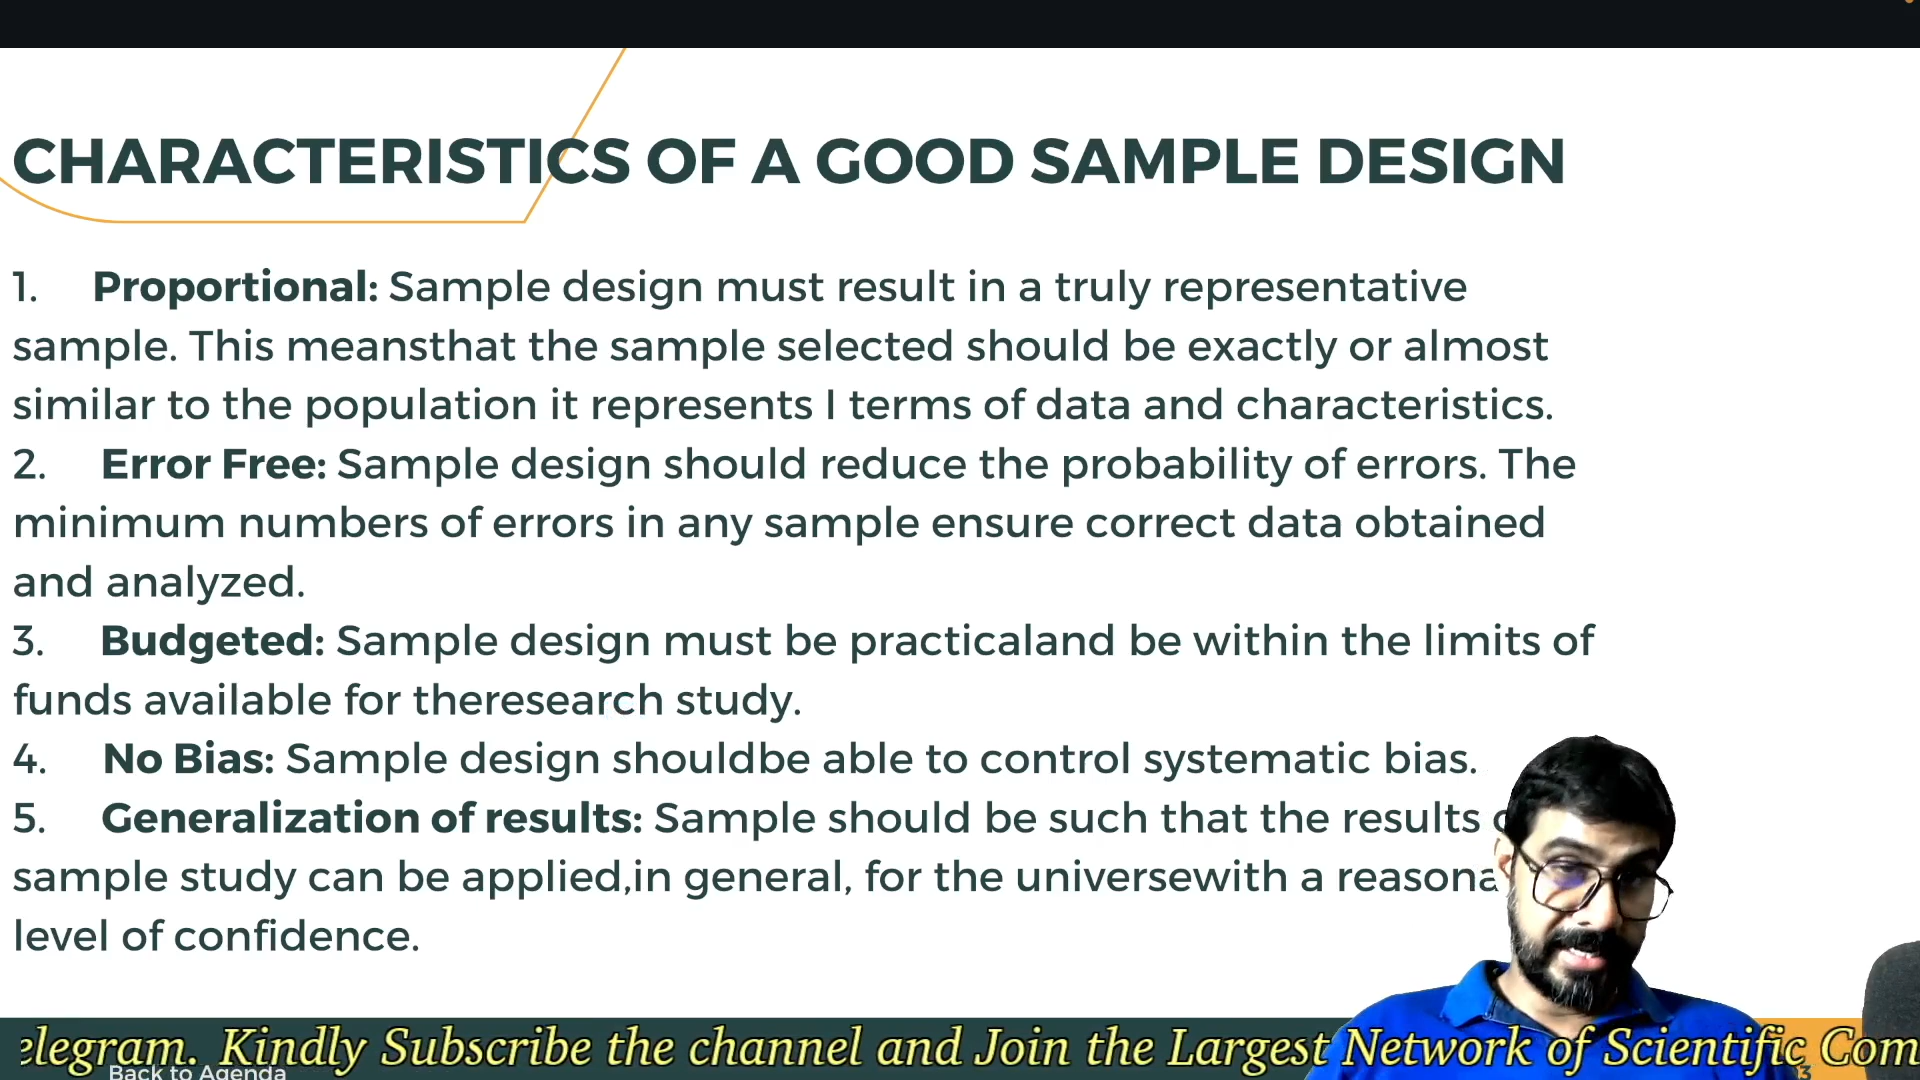 CHARACTERISTICS OF A GOOD SAMPLE DESIGN
1. Proportional: Sample design must result in a truly representative
sample. This meansthat the sample selected should be exactly or almost
similar to the population it represents I terms of data and characteristics.
2. Error Free: Sample design should reduce the probability of errors. The
minimum numbers of errors in any sample ensure correct data obtained
and analyzed.
3. Budgeted: Sample design must be practicaland be within the limits of
funds available for theresearch study.
4. No Bias: Sample design shouldbe able to control systematic bias.
5. Generalization of results: Sample should be such that the results
sample study can be applied,in general, for the universewith a
level of confidence.
elegram. Kindly Subscribe the channel and Join the Largest Network of Scientific Com
Back to Agenda